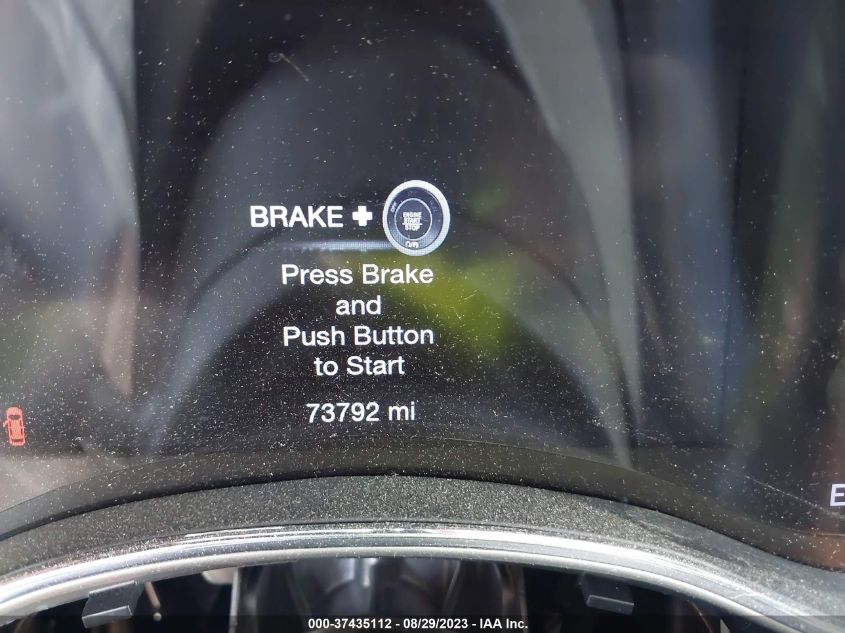 BRAKE +
ENGINE
START
STOP
Press Brake
and
Push Button
to Start
73792 mi
E
000-37435112 - 08/29/2023 - IAA Inc.